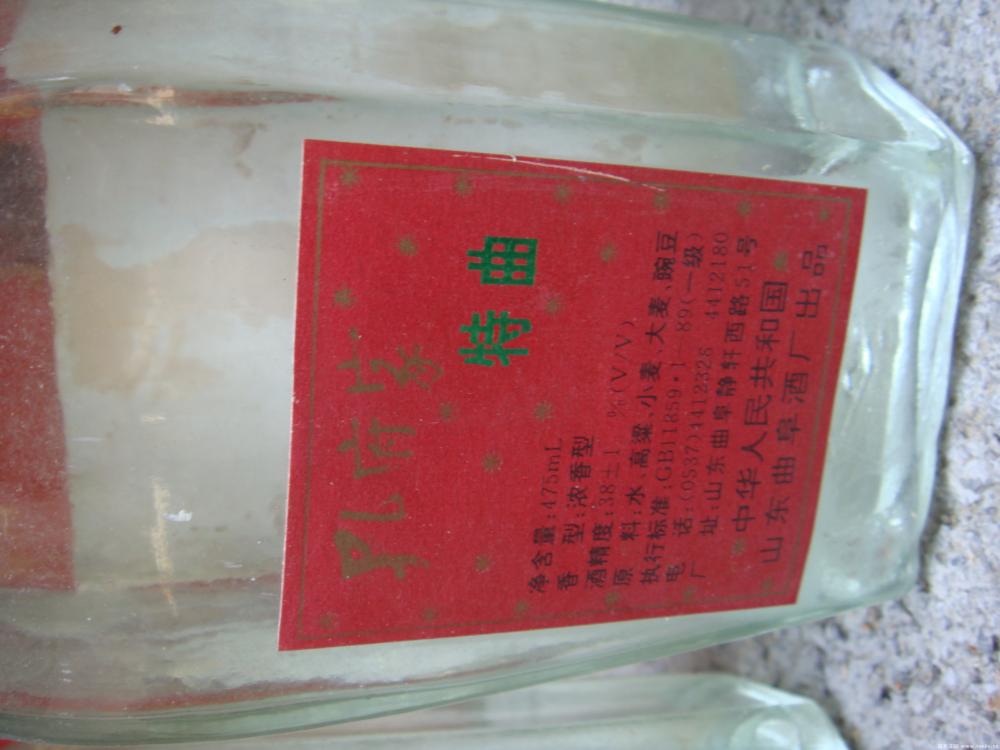 孔府家
特曲
净含量:475mL
香 型:浓香型
酒精度:38±1 %(V/V)
原 料:水、高粱、小麦、大麦、豌豆
执行标准:GB11859·1—89(一级)
电 话:(0537)4412328 4412180
厂 址:山东曲阜静轩西路51号
中华人民共和国
山东曲阜酒厂出品